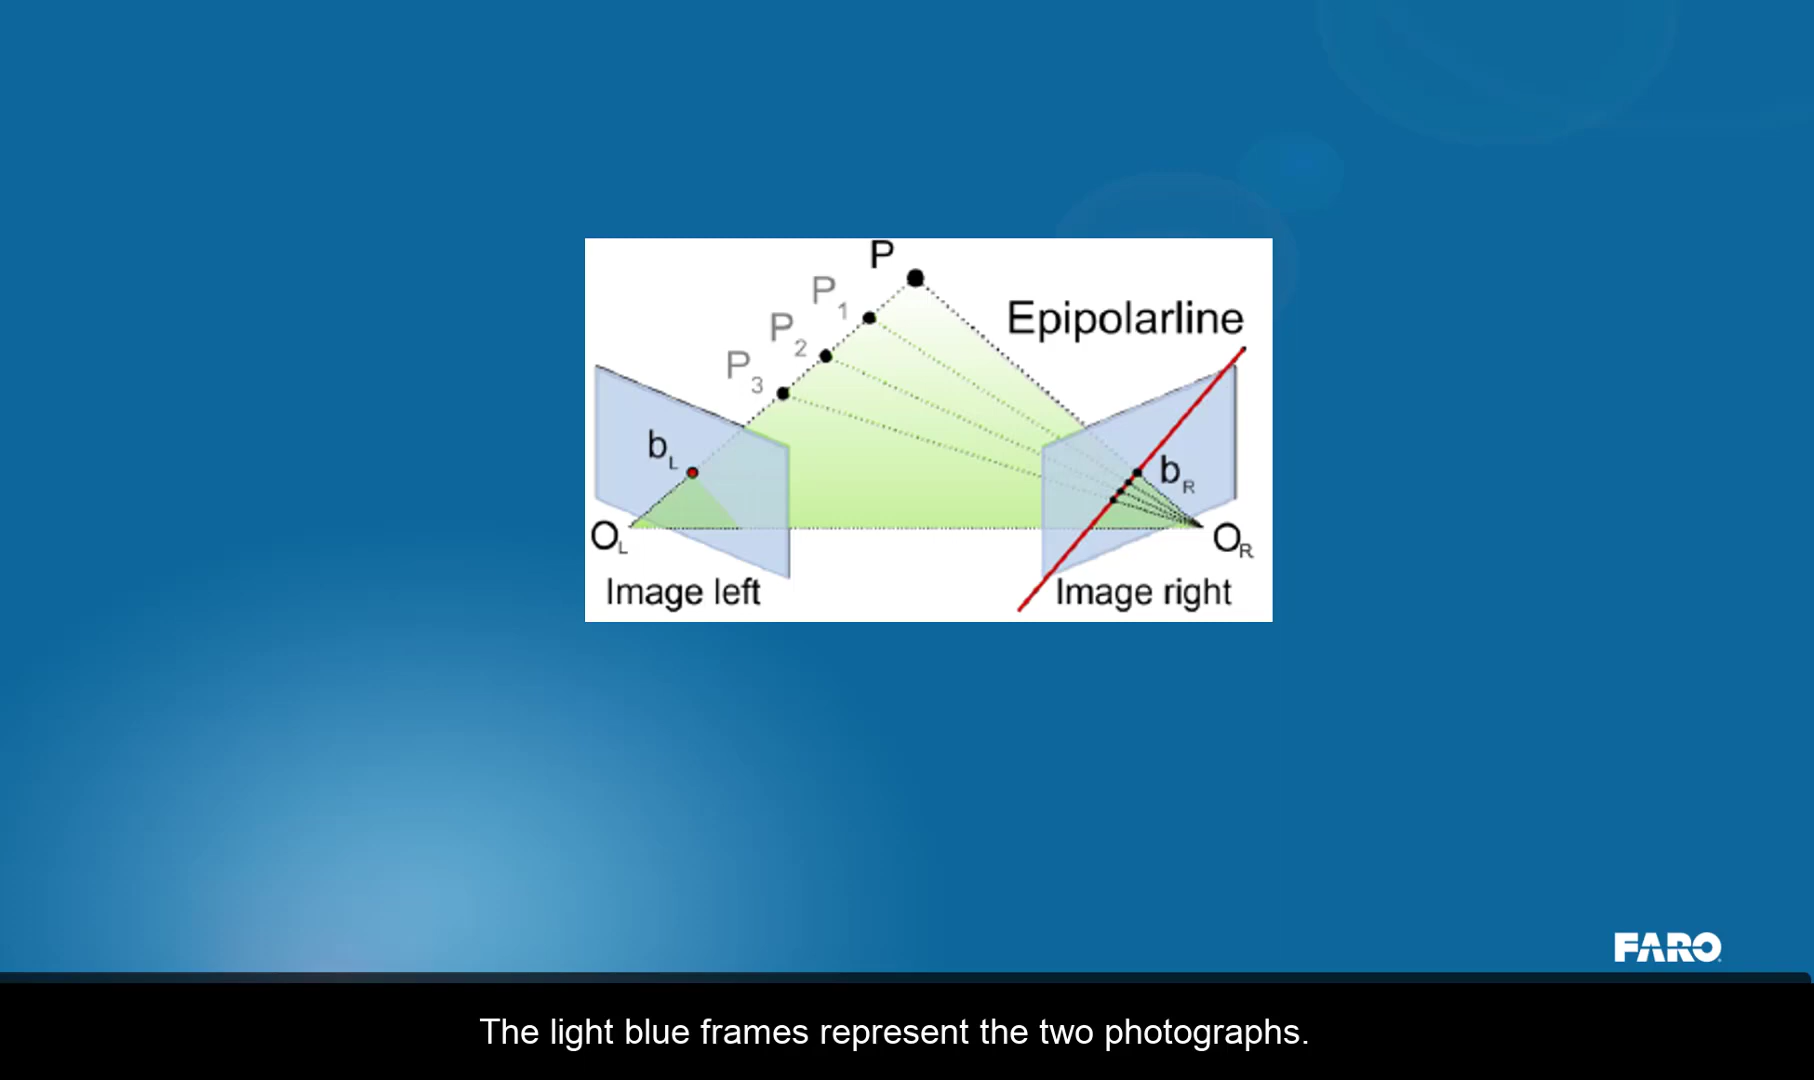 P
P1
P2
P3
Epipolarline
bL
bR
OL
OR
Image left
Image right
FARO
The light blue frames represent the two photographs.